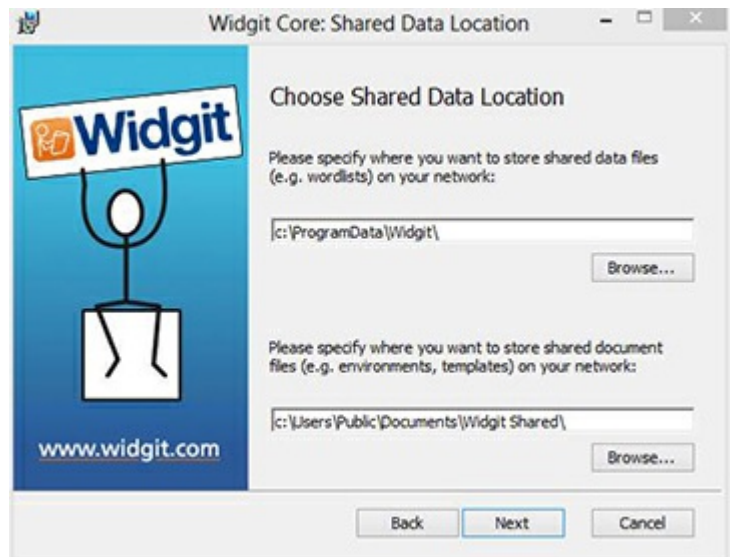 Widgit Core: Shared Data Location
Widgit
www.widgit.com
Choose Shared Data Location
Please specify where you want to store shared data files
(e.g. wordlists) on your network:
c:\ProgramData\Widgit\
Browse...
Please specify where you want to store shared document
files (e.g. environments, templates) on your network:
c:\Users\Public\Documents\Widgit Shared\
Browse...
Back
Next
Cancel